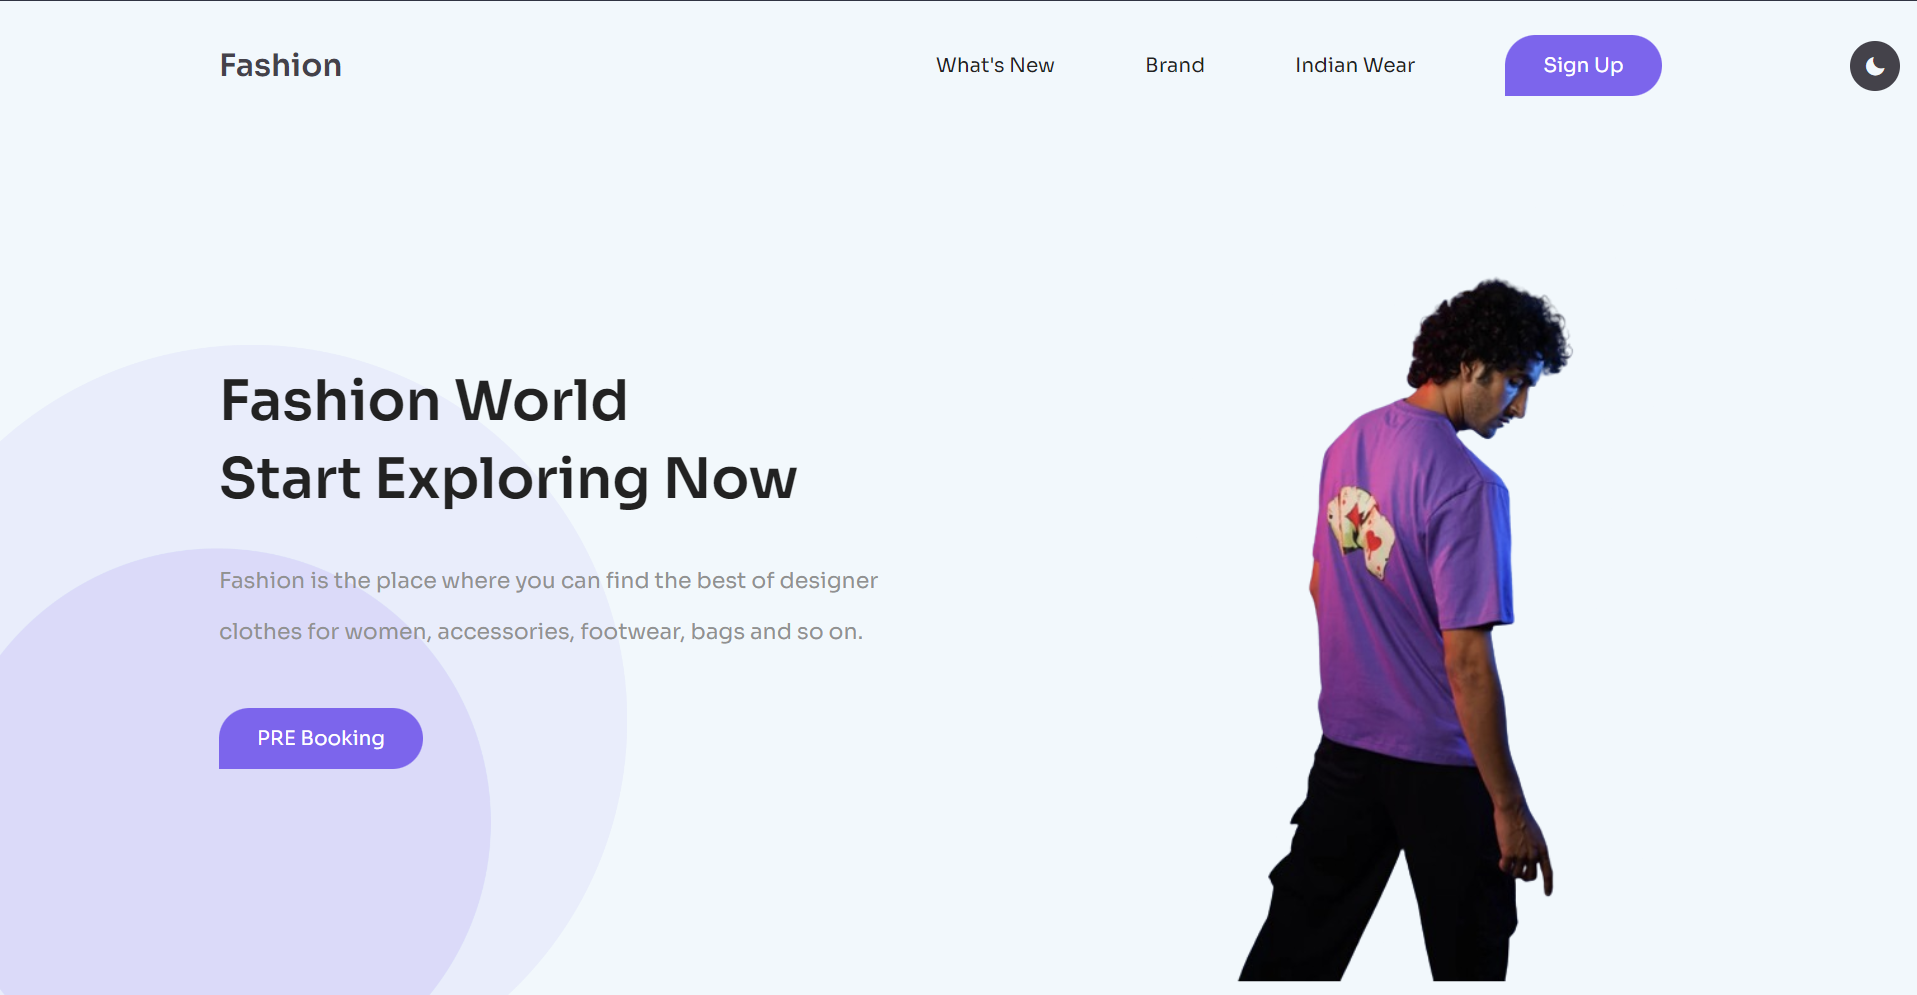 Fashion
What's New
Brand
Indian Wear
Sign Up
Fashion World
Start Exploring Now
Fashion is the place where you can find the best of designer
clothes for women, accessories, footwear, bags and so on.
PRE Booking